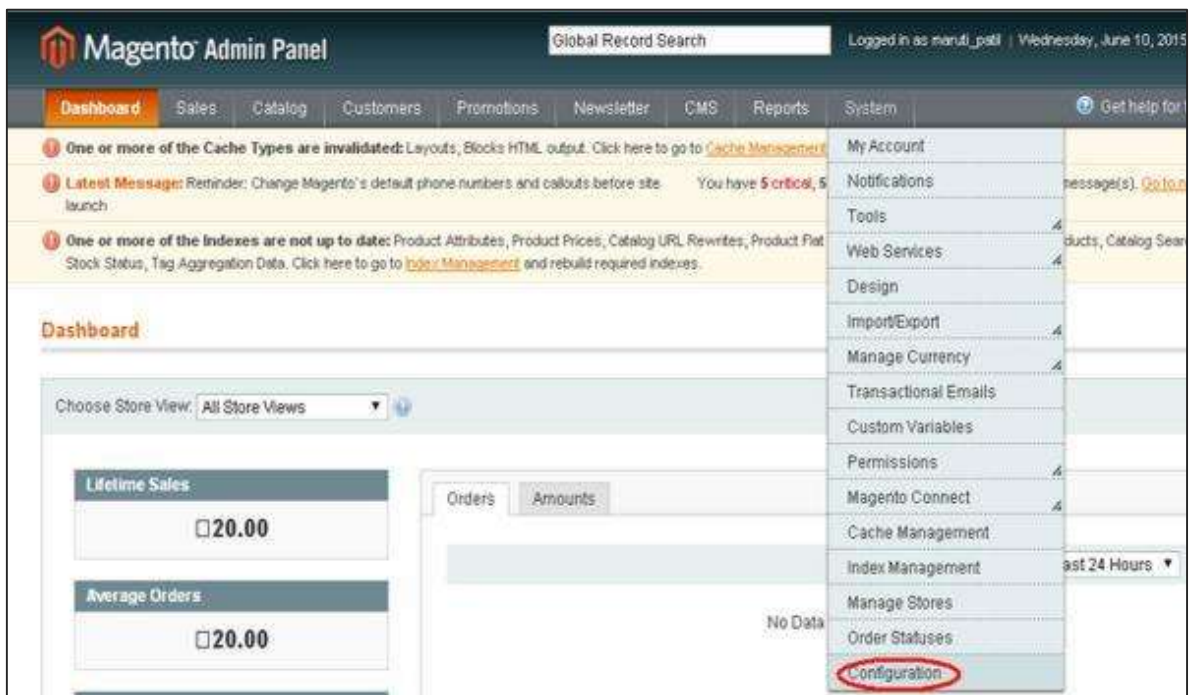 Magento Admin Panel
Global Record Search
Logged in as maruti_patil | Wednesday, June 10, 2015
Dashboard Sales Catalog Customers Promotions Newsletter CMS Reports System Get help for
One or more of the Cache Types are invalidated: Layouts, Blocks HTML output. Click here to go to Cache Management
Latest Message: Reminder: Change Magento's default phone numbers and callouts before site launch
You have 5 critical, 5
message(s). Go to
One or more of the Indexes are not up to date: Product Attributes, Product Prices, Catalog URL Rewrites, Product Flat
ducts, Catalog Sear
Stock Status, Tag Aggregation Data. Click here to go to Index Management and rebuild required indexes.
My Account
Notifications
Tools
Web Services
Design
Import/Export
Manage Currency
Transactional Emails
Custom Variables
Permissions
Magento Connect
Cache Management
Index Management
Manage Stores
Order Statuses
Configuration
Dashboard
Choose Store View: All Store Views
Lifetime Sales
20.00
Average Orders
20.00
Orders Amounts
ast 24 Hours
No Data